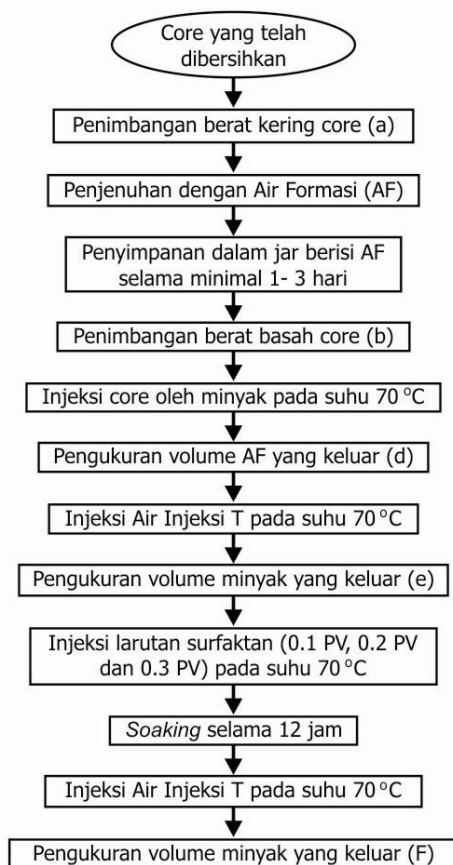 Core yang telah
dibersihkan
Penimbangan berat kering core (a)
Penjenuhan dengan Air Formasi (AF)
Penyimpanan dalam jar berisi AF
selama minimal 1- 3 hari
Penimbangan berat basah core (b)
Injeksi core oleh minyak pada suhu 70 °C
Pengukuran volume AF yang keluar (d)
Injeksi Air Injeksi T pada suhu 70 °C
Pengukuran volume minyak yang keluar (e)
Injeksi larutan surfaktan (0.1 PV, 0.2 PV
dan 0.3 PV) pada suhu 70 °C
Soaking selama 12 jam
Injeksi Air Injeksi T pada suhu 70 °C
Pengukuran volume minyak yang keluar (F)